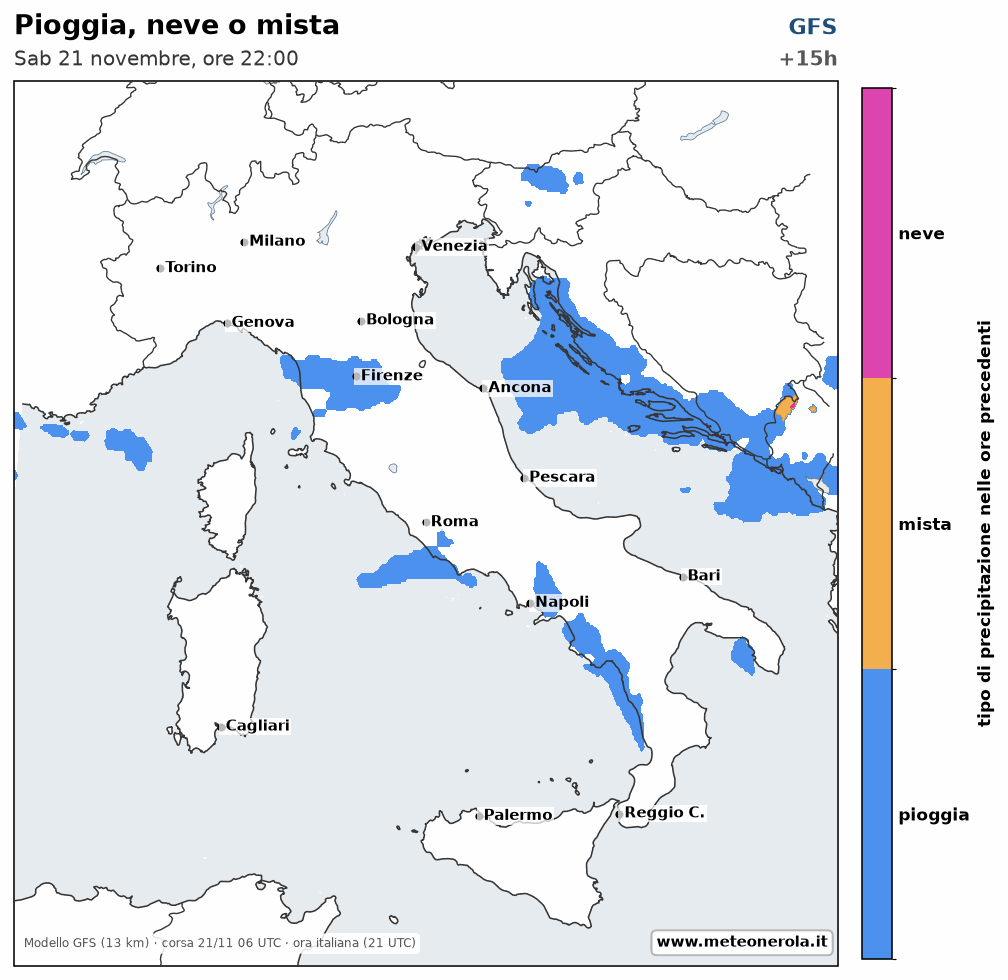 Pioggia, neve o mista
GFS
Sab 21 novembre, ore 22:00
+15h
neve
Milano
Venezia
Torino
Genova
Bologna
Firenze
Ancona
Pescara
mista
Roma
Bari
Napoli
Cagliari
Palermo
Reggio C.
pioggia
tipo di precipitazione nelle ore precedenti
Modello GFS (13 km) · corsa 21/11 06 UTC · ora italiana (21 UTC)
www.meteonerola.it